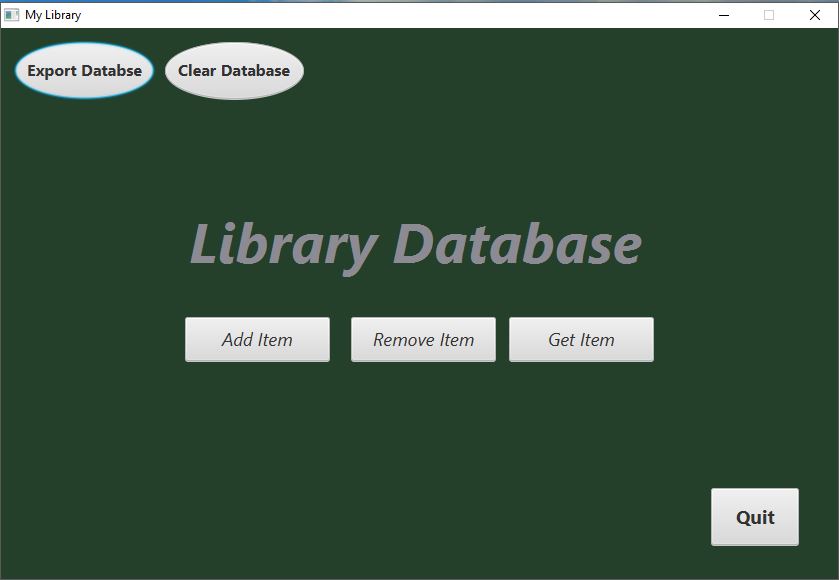 My Library
Export Databse Clear Database
Library Database
Add Item Remove Item Get Item
Quit